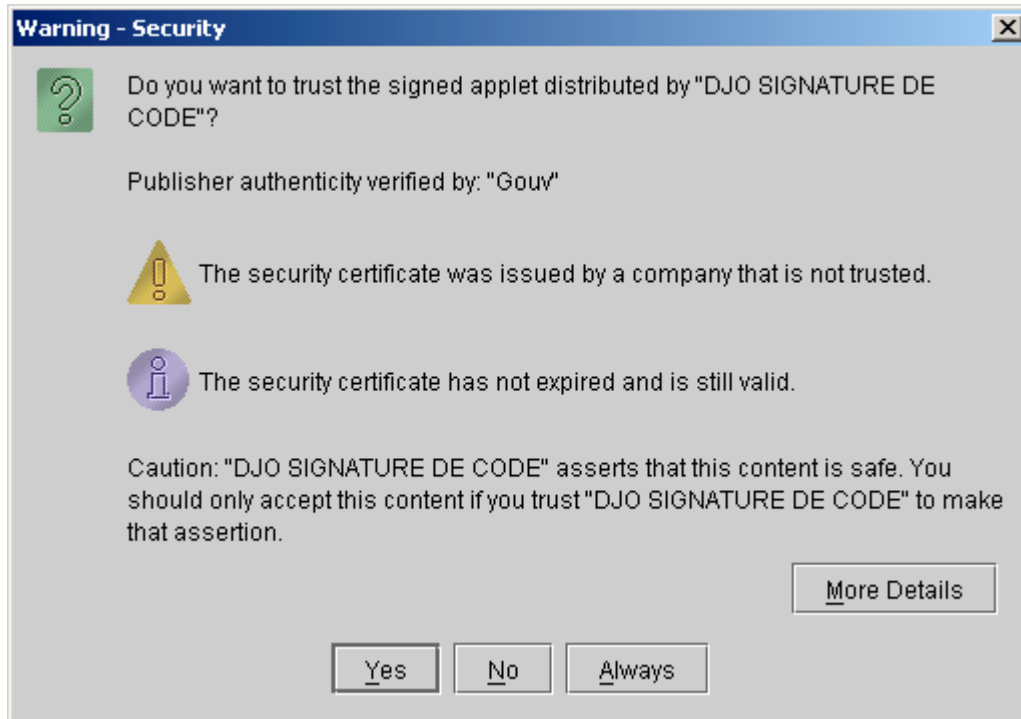 Warning - Security
Do you want to trust the signed applet distributed by "DJO SIGNATURE DE
CODE"?
Publisher authenticity verified by: "Gouv"
The security certificate was issued by a company that is not trusted.
The security certificate has not expired and is still valid.
Caution: "DJO SIGNATURE DE CODE" asserts that this content is safe. You
should only accept this content if you trust "DJO SIGNATURE DE CODE" to make
that assertion.
More Details
Yes
No
Always